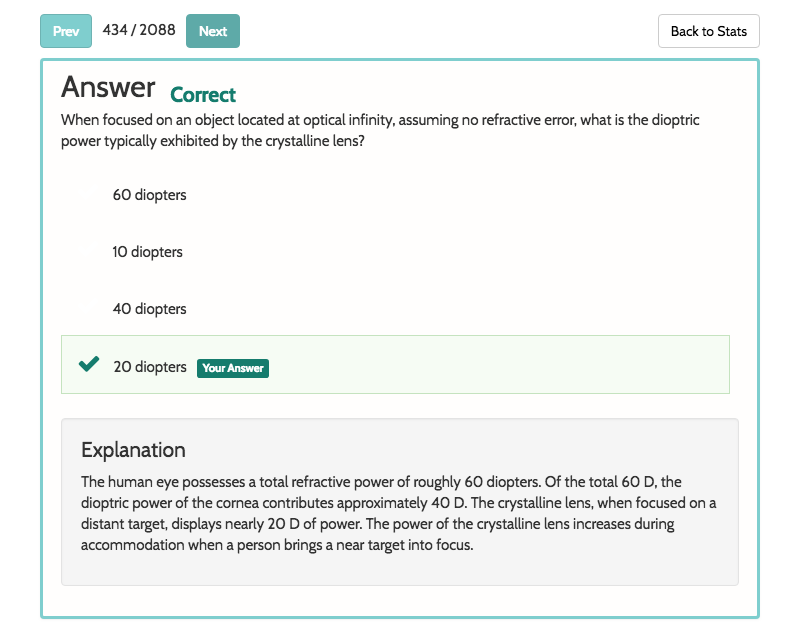 Prev 434 / 2088 Next Back to Stats
Answer Correct
When focused on an object located at optical infinity, assuming no refractive error, what is the dioptric
power typically exhibited by the crystalline lens?
60 diopters
10 diopters
40 diopters
20 diopters Your Answer
Explanation
The human eye possesses a total refractive power of roughly 60 diopters. Of the total 60 D, the
dioptric power of the cornea contributes approximately 40 D. The crystalline lens, when focused on a
distant target, displays nearly 20 D of power. The power of the crystalline lens increases during
accommodation when a person brings a near target into focus.